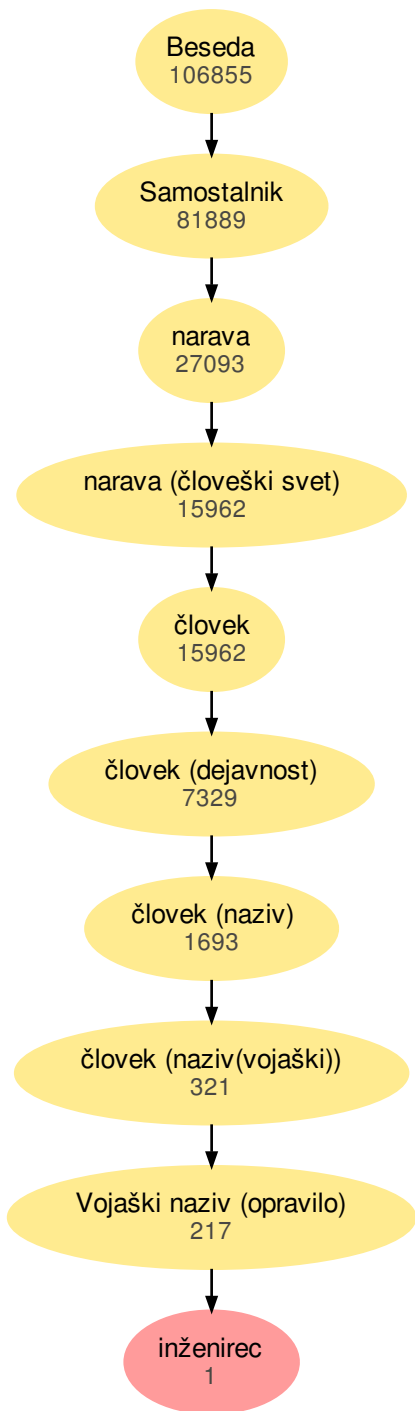 Beseda
106855
Samostalnik
81889
narava
27093
narava (človeški svet)
15962
človek
15962
človek (dejavnost)
7329
človek (naziv)
1693
človek (naziv(vojaški))
321
Vojaški naziv (opravilo)
217
inženirec
1